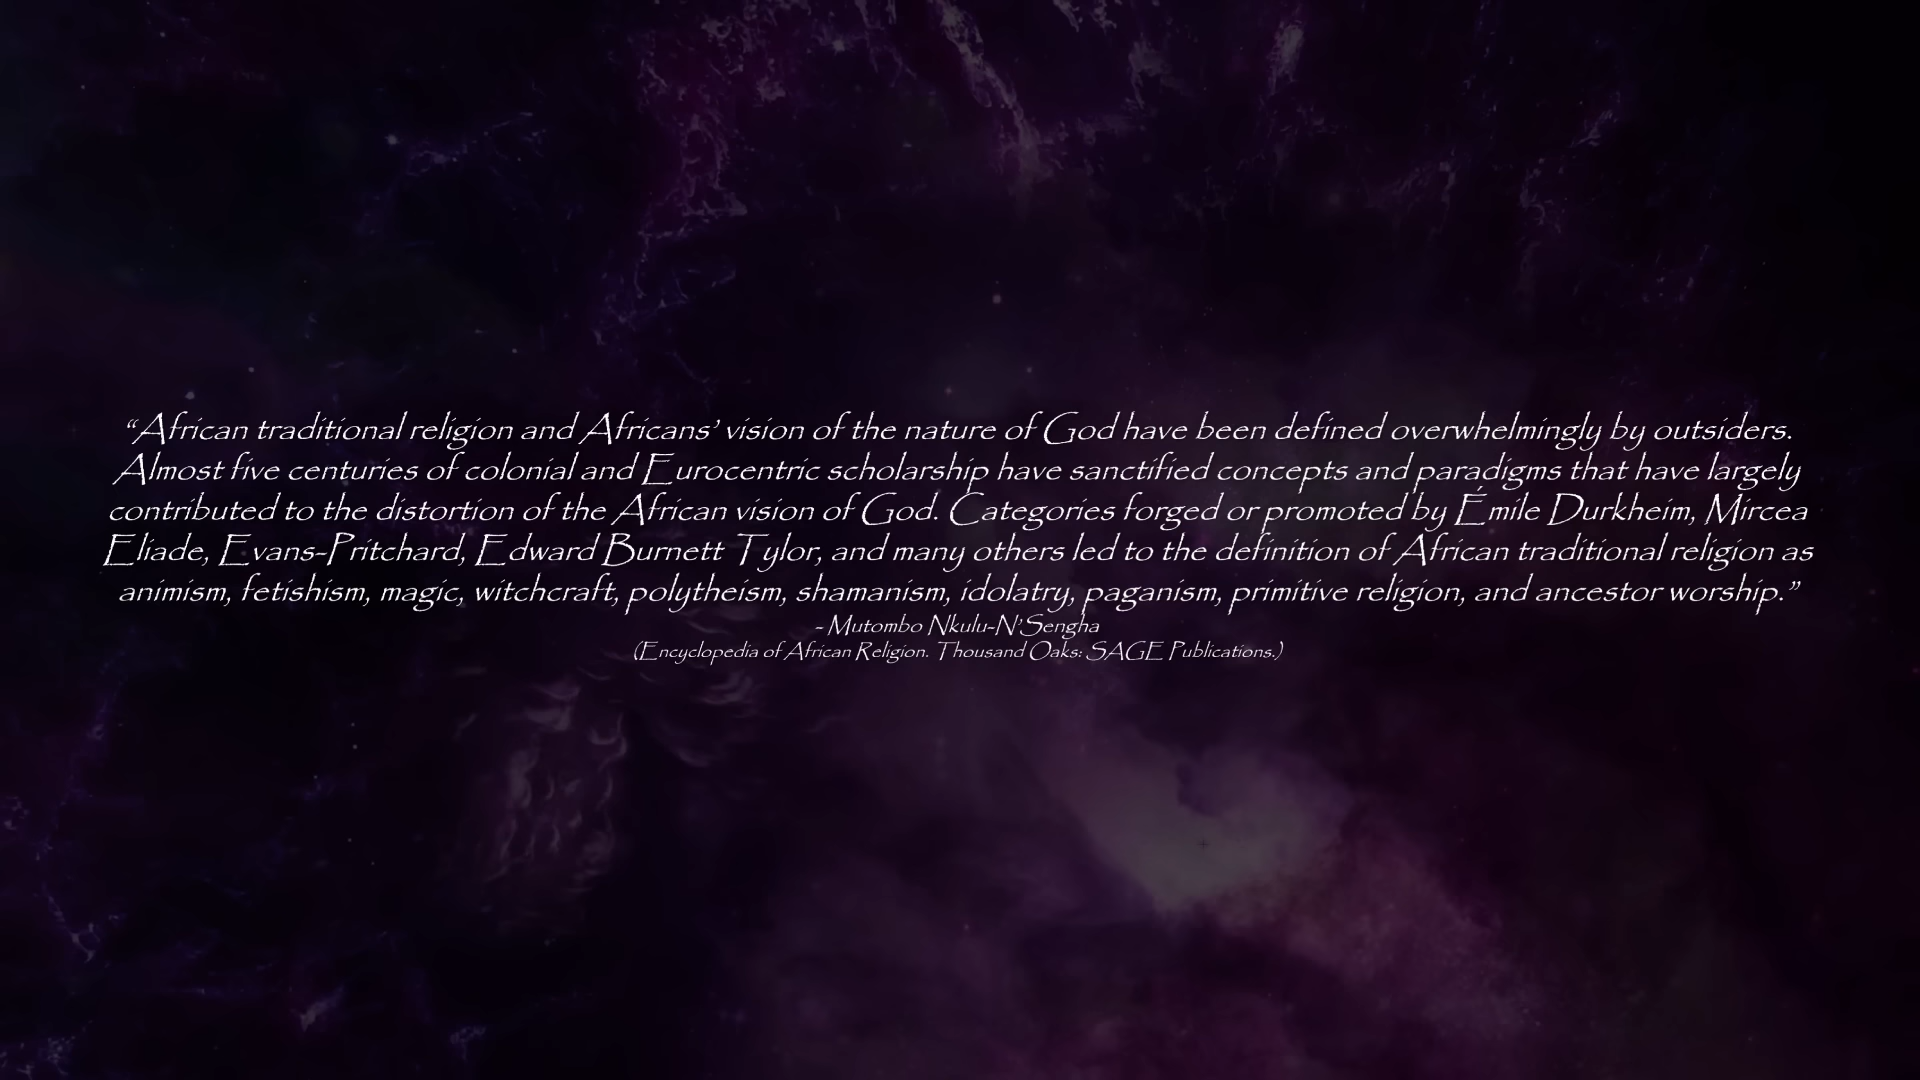 “African traditional religion and Africans’ vision of the nature of God have been defined overwhelmingly by outsiders.
Almost five centuries of colonial and Eurocentric scholarship have sanctified concepts and paradigms that have largely
contributed to the distortion of the African vision of God. Categories forged or promoted by Émile Durkheim, Mircea
Eliade, Evans-Pritchard, Edward Burnett Tylor, and many others led to the definition of African traditional religion as
animism, fetishism, magic, witchcraft, polytheism, shamanism, idolatry, paganism, primitive religion, and ancestor worship.”
- Mutombo Nkulu-N’Sengha
(Encyclopedia of African Religion. Thousand Oaks: SAGE Publications.)